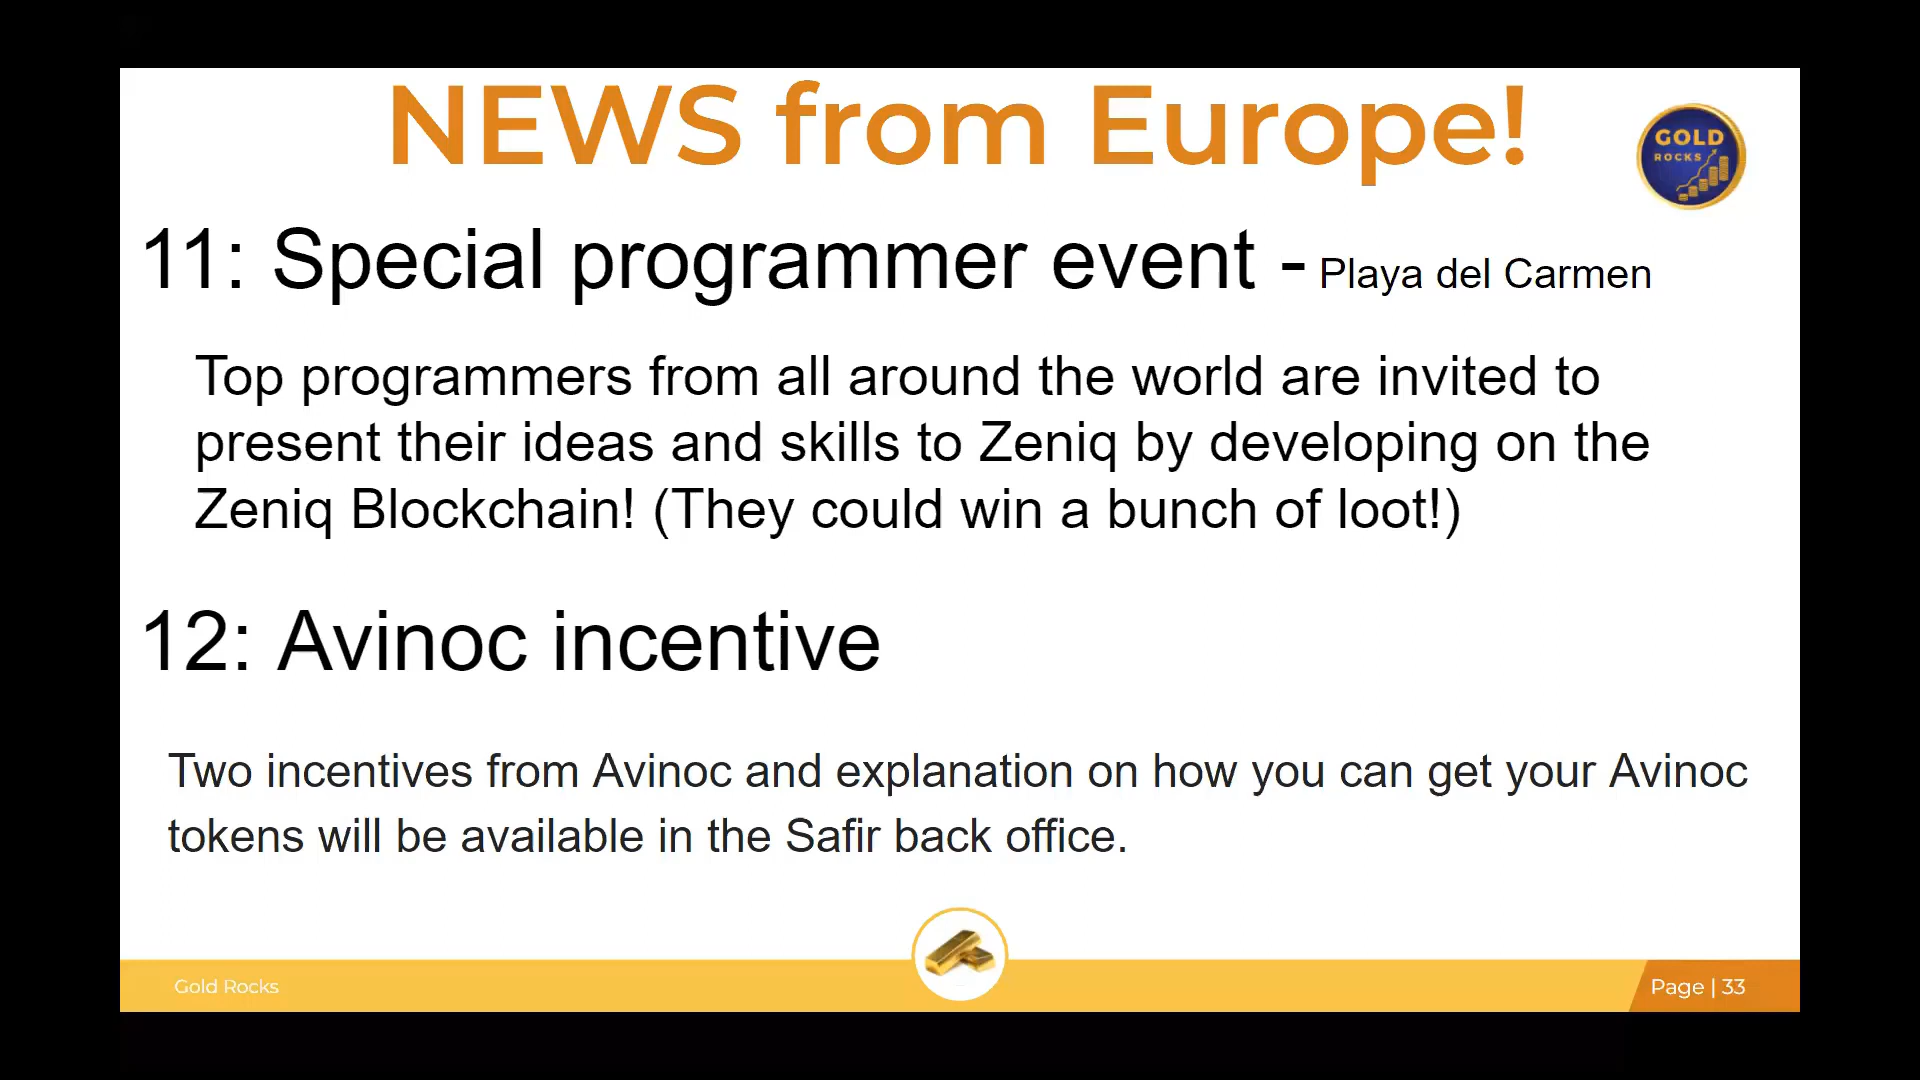 NEWS from Europe!
GOLD
ROCKS
11: Special programmer event - Playa del Carmen
Top programmers from all around the world are invited to
present their ideas and skills to Zeniq by developing on the
Zeniq Blockchain! (They could win a bunch of loot!)
12: Avinoc incentive
Two incentives from Avinoc and explanation on how you can get your Avinoc
tokens will be available in the Safir back office.
Gold Rocks
Page | 33